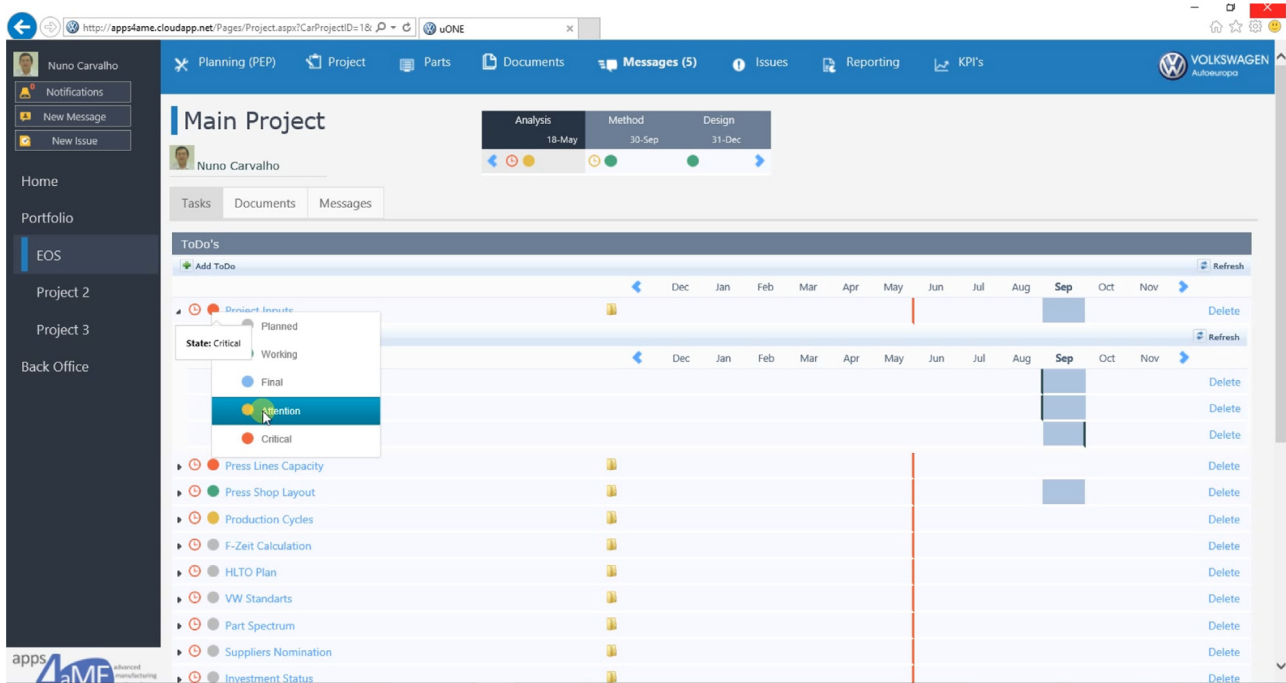 http://apps4ame.cloudapp.net/Pages/Project.aspx?CarProjectID=1&
uONE
Nuno Carvalho
Notifications
New Message
New Issue
Home
Portfolio
EOS
Project 2
Project 3
Back Office
apps4aME advanced manufacturing
Planning (PEP) Project Parts Documents Messages (5) Issues Reporting KPI's
VOLKSWAGEN
Autoeuropa
Main Project
Nuno Carvalho
Analysis Method Design
18-May 30-Sep 31-Dec
Tasks Documents Messages
ToDo's
Add ToDo Refresh
Dec Jan Feb Mar Apr May Jun Jul Aug Sep Oct Nov
Project Inputs Delete
Planned
State: Critical
Refresh
Working
Dec Jan Feb Mar Apr May Jun Jul Aug Sep Oct Nov
Final Delete
Attention Delete
Critical Delete
Press Lines Capacity Delete
Press Shop Layout Delete
Production Cycles Delete
F-Zeit Calculation Delete
HLTO Plan Delete
VW Standarts Delete
Part Spectrum Delete
Suppliers Nomination Delete
Investment Status Delete